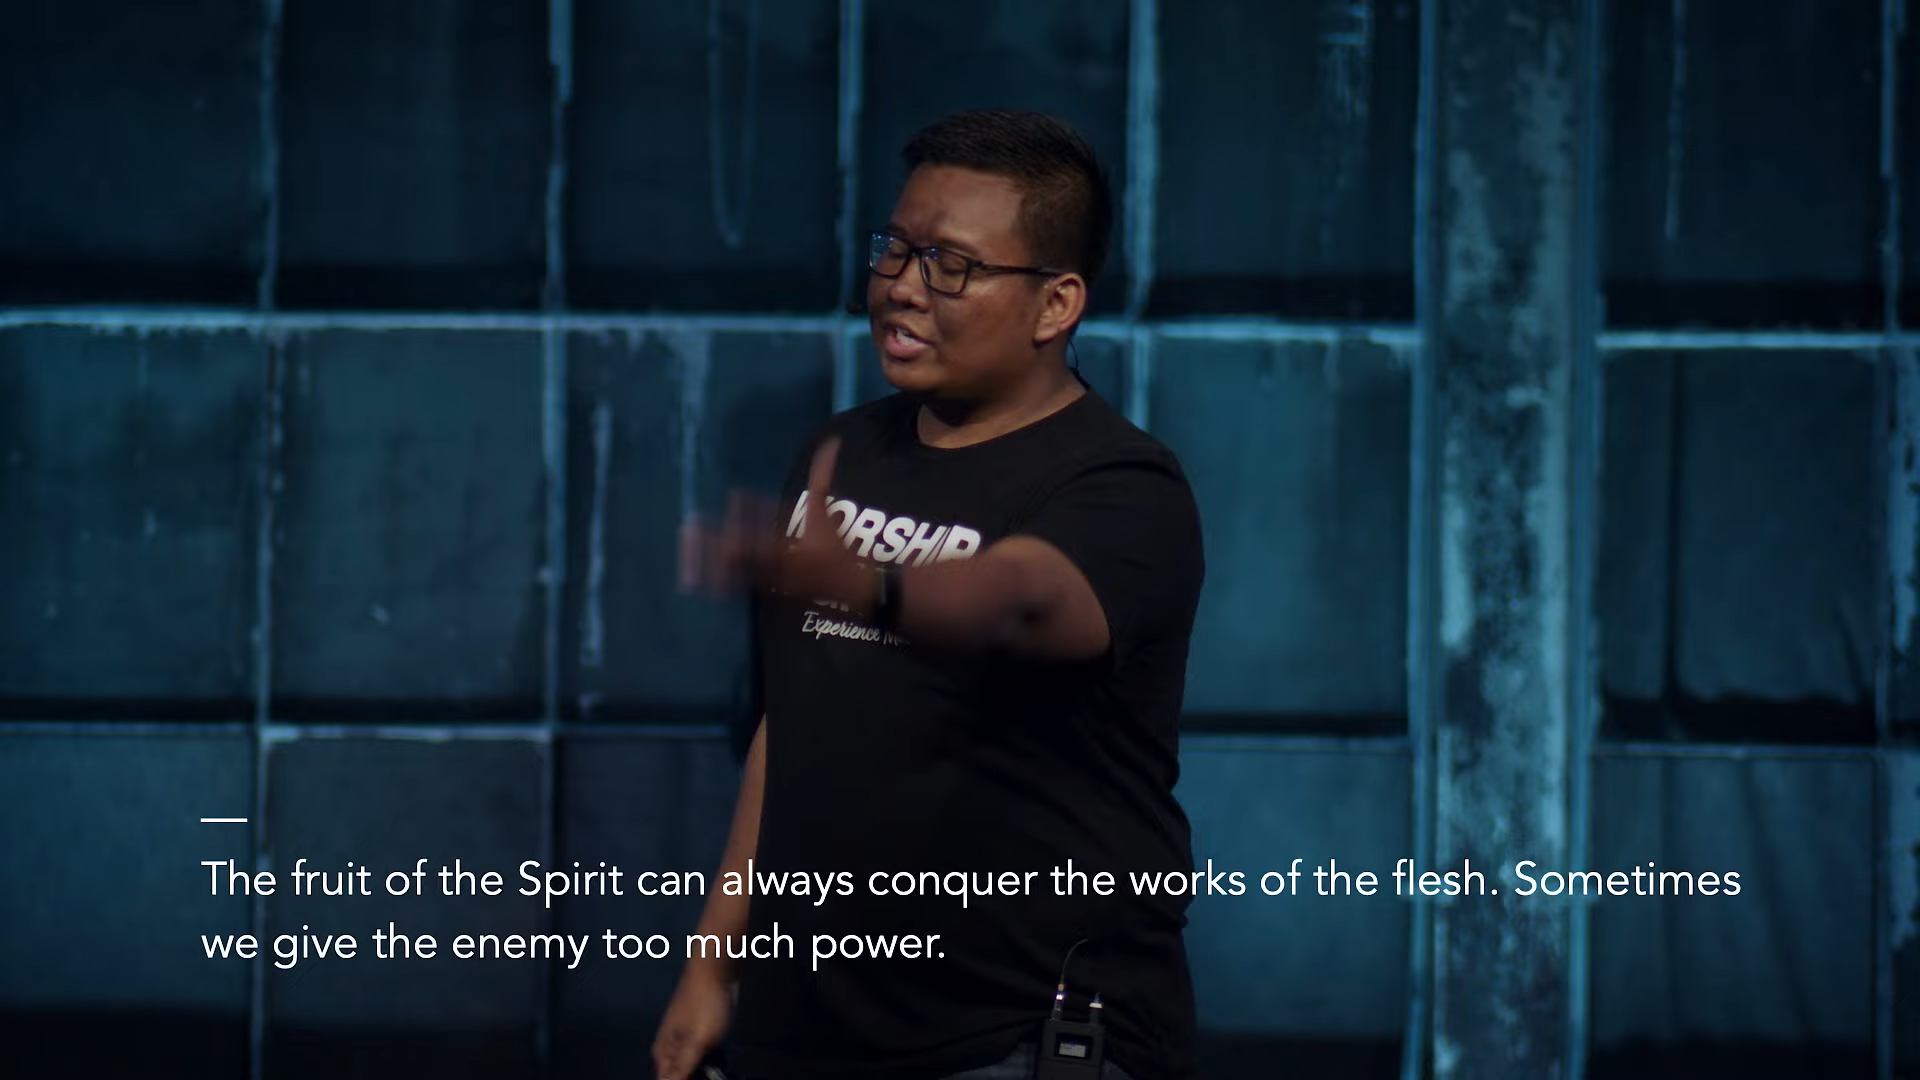 WORSHIP
Experience
The fruit of the Spirit can always conquer the works of the flesh. Sometimes
we give the enemy too much power.